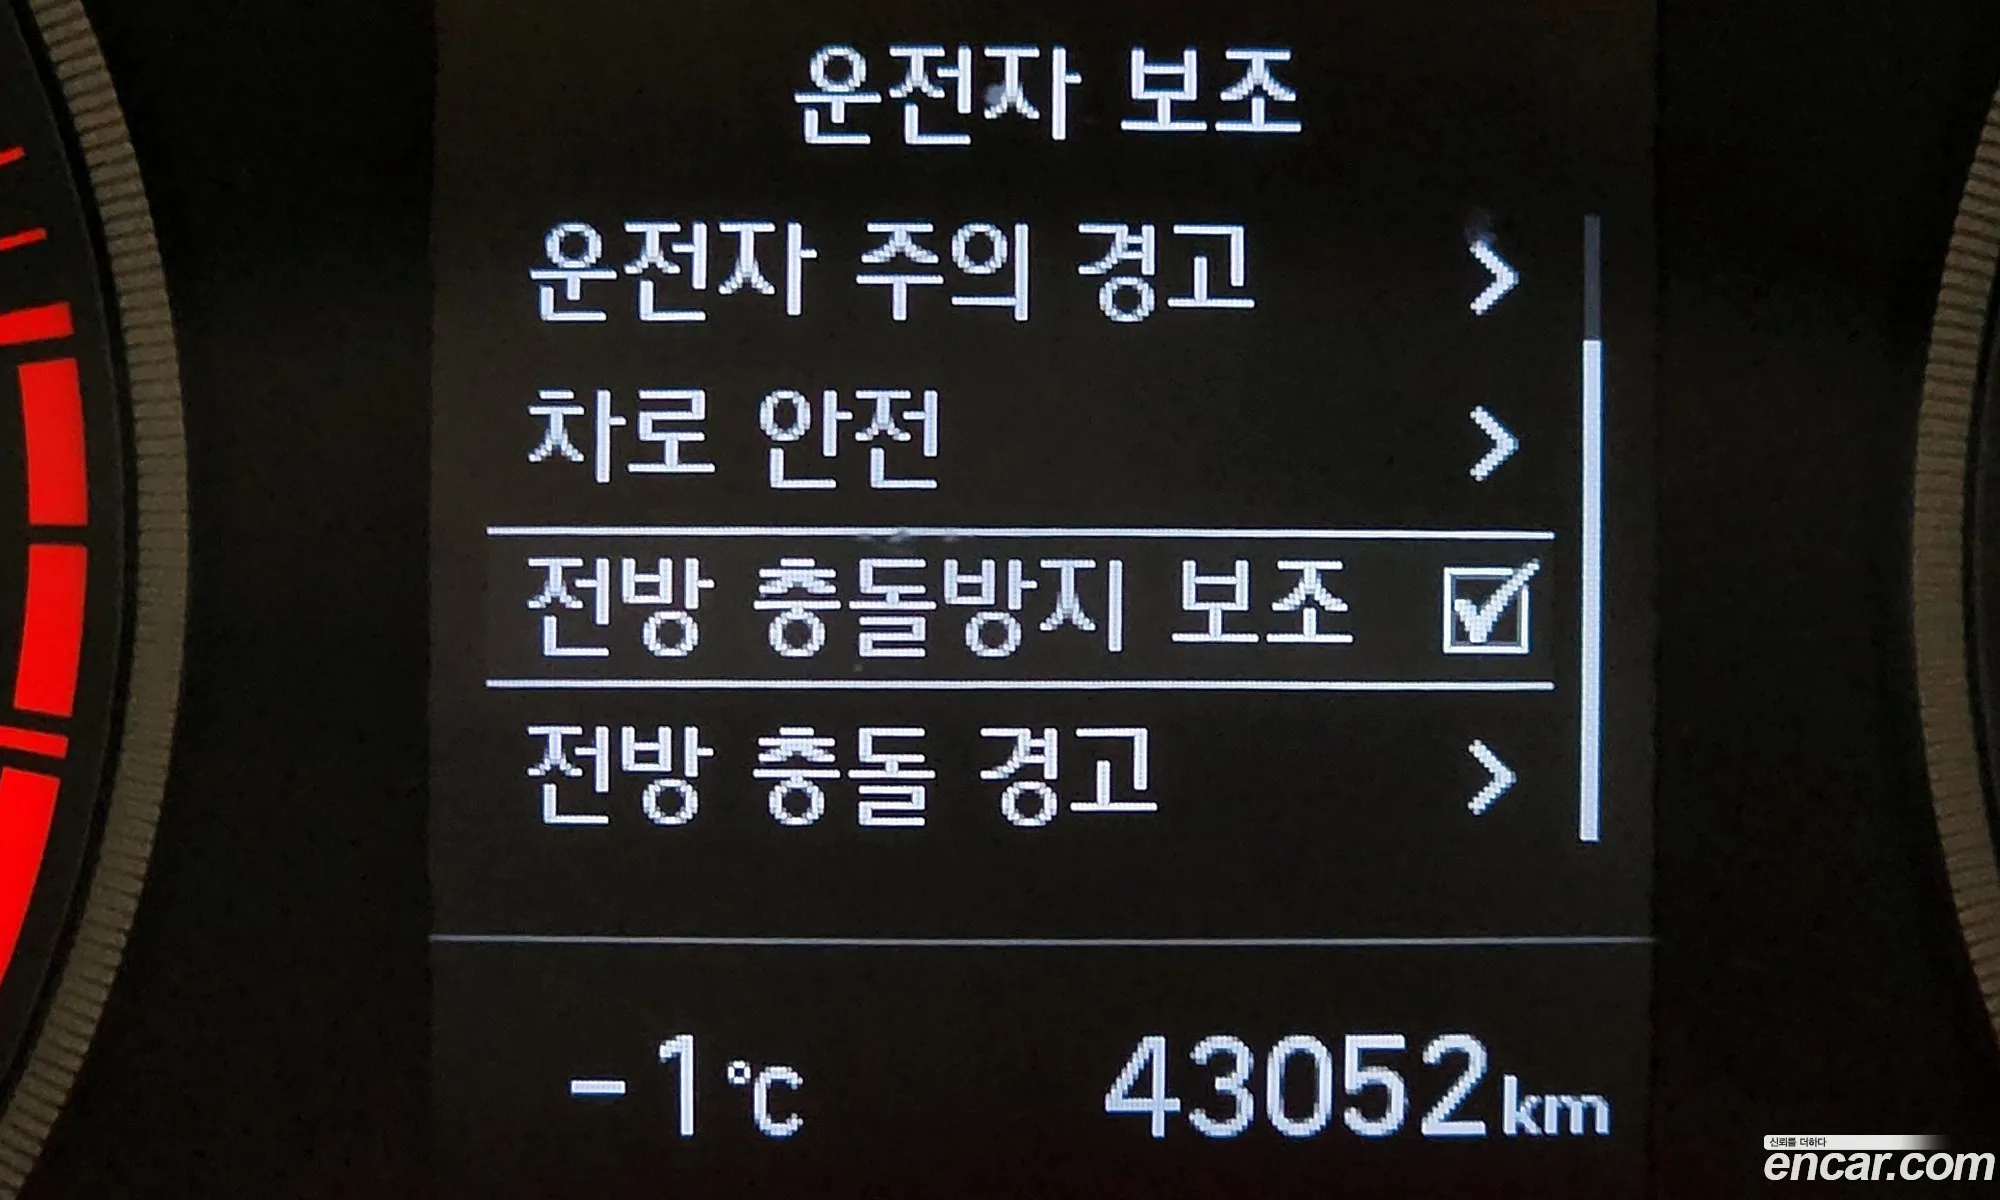 운전자 보조
운전자 주의 경고 >
차로 안전 >
전방 충돌방지 보조
전방 충돌 경고 >
-1℃ 43052km
신뢰를 더하다
encar.com